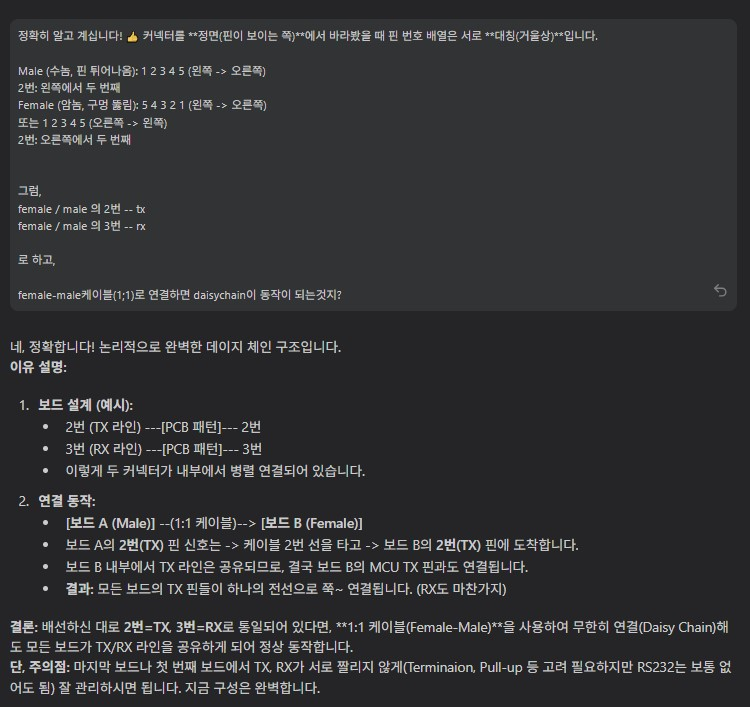 정확히 알고 계십니다! 👍 커넥터를 **정면(핀이 보이는 쪽)**에서 바라봤을 때 핀 번호 배열은 서로 **대칭(거울상)**입니다.
Male (수놈, 핀 튀어나옴): 1 2 3 4 5 (왼쪽 -> 오른쪽)
2번: 왼쪽에서 두 번째
Female (암놈, 구멍 뚫림): 5 4 3 2 1 (왼쪽 -> 오른쪽)
또는 1 2 3 4 5 (오른쪽 -> 왼쪽)
2번: 오른쪽에서 두 번째
그럼,
female / male 의 2번 -- tx
female / male 의 3번 -- rx
로 하고,
female-male케이블(1;1)로 연결하면 daisychain이 동작이 되는것지?
네, 정확합니다! 논리적으로 완벽한 데이지 체인 구조입니다.
이유 설명:
1. 보드 설계 (예시):
• 2번 (TX 라인) ---[PCB 패턴]--- 2번
• 3번 (RX 라인) ---[PCB 패턴]--- 3번
• 이렇게 두 커넥터가 내부에서 병렬 연결되어 있습니다.
2. 연결 동작:
• [보드 A (Male)] --(1:1 케이블)--> [보드 B (Female)]
• 보드 A의 2번(TX) 핀 신호는 -> 케이블 2번 선을 타고 -> 보드 B의 2번(TX) 핀에 도착합니다.
• 보드 B 내부에서 TX 라인은 공유되므로, 결국 보드 B의 MCU TX 핀과도 연결됩니다.
• 결과: 모든 보드의 TX 핀들이 하나의 전선으로 쭉~ 연결됩니다. (RX도 마찬가지)
결론: 배선하신 대로 2번=TX, 3번=RX로 통일되어 있다면, **1:1 케이블(Female-Male)**을 사용하여 무한히 연결(Daisy Chain)해
도 모든 보드가 TX/RX 라인을 공유하게 되어 정상 동작합니다.
단, 주의점: 마지막 보드나 첫 번째 보드에서 TX, RX가 서로 짤리지 않게(Terminaion, Pull-up 등 고려 필요하지만 RS232는 보통 없
어도 됨) 잘 관리하시면 됩니다. 지금 구성은 완벽합니다.